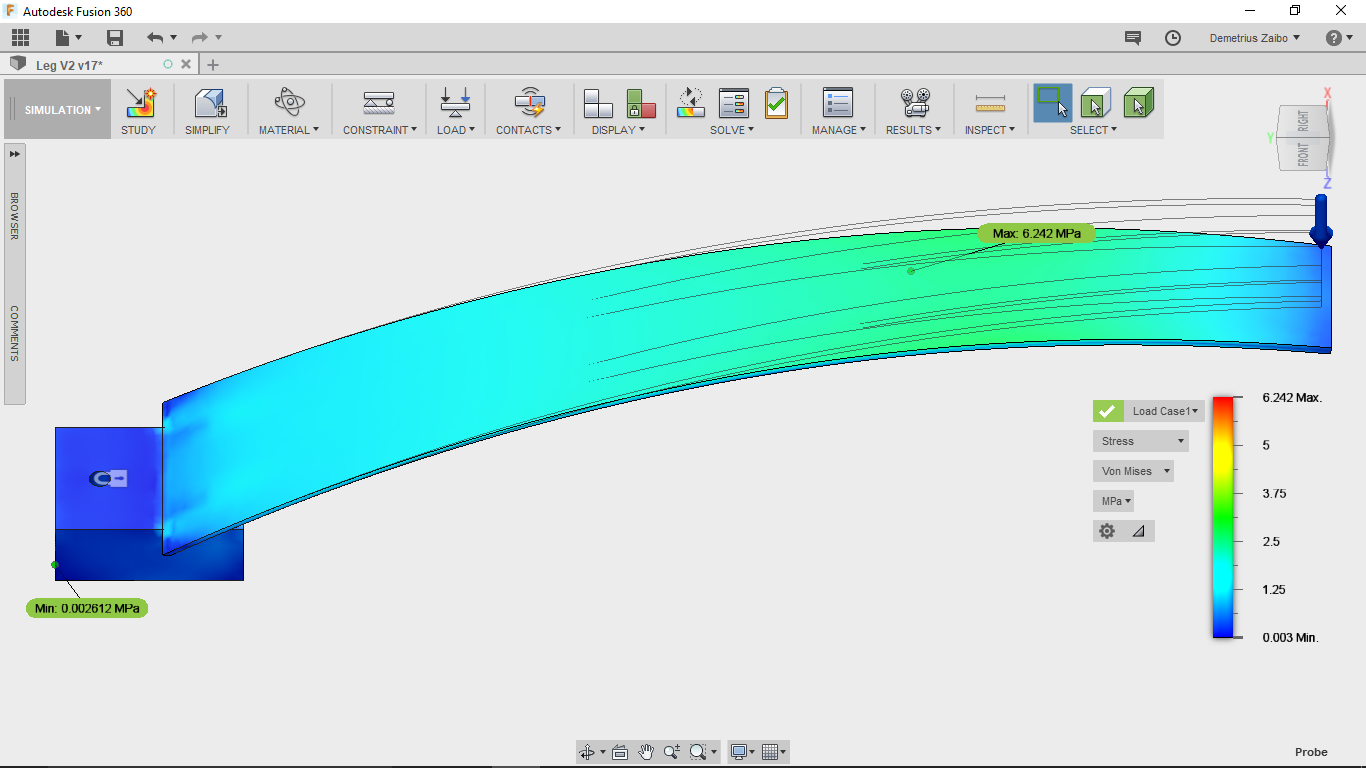 Autodesk Fusion 360
Demetrius Zaibo
Leg V2 v17*
SIMULATION
STUDY
SIMPLIFY
MATERIAL
CONSTRAINT
LOAD
CONTACTS
DISPLAY
SOLVE
MANAGE
RESULTS
INSPECT
SELECT
X
Y
RIGHT
FRONT
Z
BROWSER
COMMENTS
Max: 6.242 MPa
Min: 0.002612 MPa
Load Case1
Stress
Von Mises
MPa
6.242 Max.
5
3.75
2.5
1.25
0.003 Min.
Probe